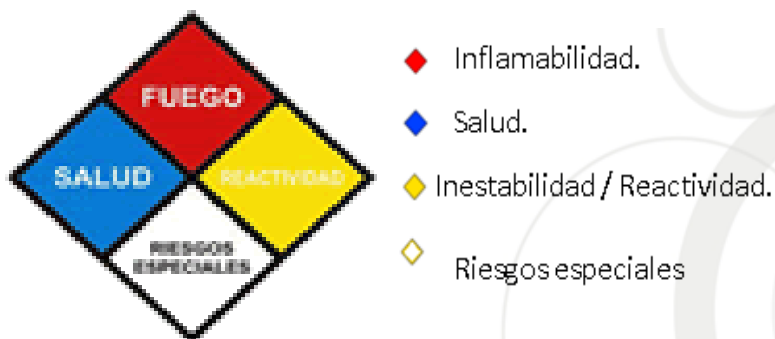 FUEGO
SALUD
REACTIVIDAD
RIESGOS
ESPECIALES
Inflamabilidad.
Salud.
Inestabilidad / Reactividad.
Riesgos especiales